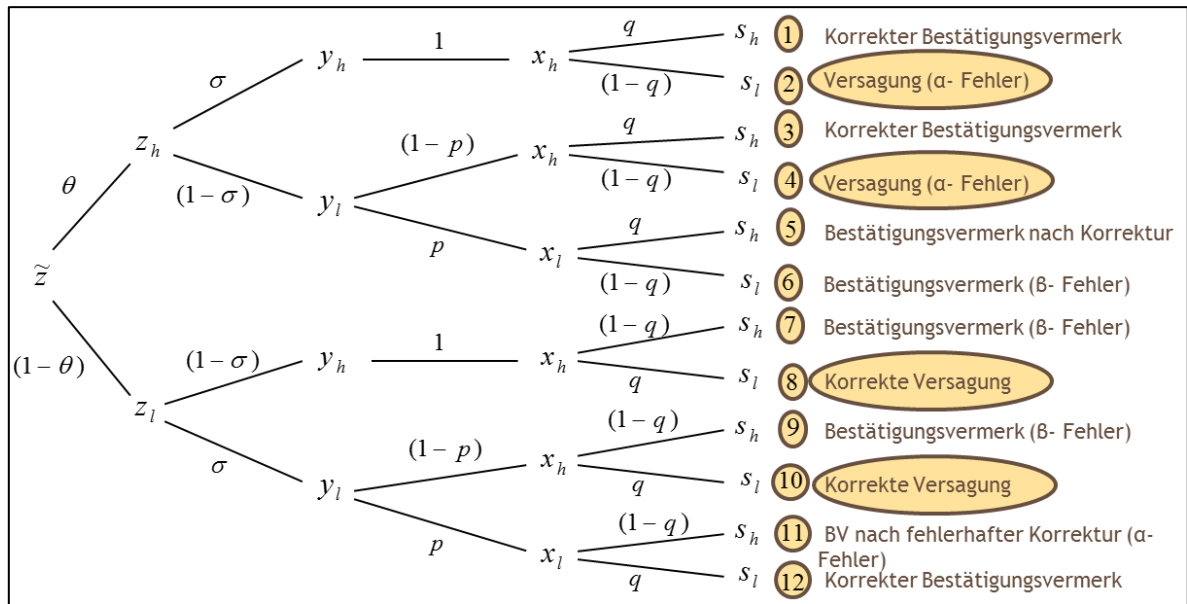 q s_h 1 Korrekter Bestätigungsvermerk
σ y_h 1 x_h (1 − q) s_l 2 Versagung (α- Fehler)
z_h q s_h 3 Korrekter Bestätigungsvermerk
θ (1 − σ) y_l (1 − p) x_h (1 − q) s_l 4 Versagung (α- Fehler)
p x_l q s_h 5 Bestätigungsvermerk nach Korrektur
z̃ (1 − q) s_l 6 Bestätigungsvermerk (β- Fehler)
(1 − q) s_h 7 Bestätigungsvermerk (β- Fehler)
(1 − θ) (1 − σ) y_h 1 x_h q s_l 8 Korrekte Versagung
z_l (1 − q) s_h 9 Bestätigungsvermerk (β- Fehler)
σ y_l (1 − p) x_h q s_l 10 Korrekte Versagung
p x_l (1 − q) s_h 11 BV nach fehlerhafter Korrektur (α-
Fehler)
q s_l 12 Korrekter Bestätigungsvermerk